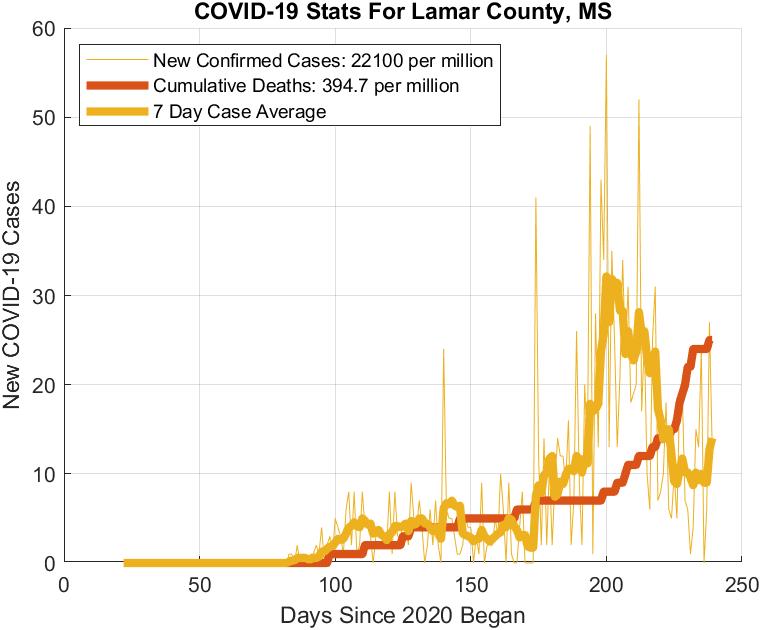 COVID-19 Stats For Lamar County, MS
60
50
40
30
20
10
0
New COVID-19 Cases
New Confirmed Cases: 22100 per million
Cumulative Deaths: 394.7 per million
7 Day Case Average
0 50 100 150 200 250
Days Since 2020 Began